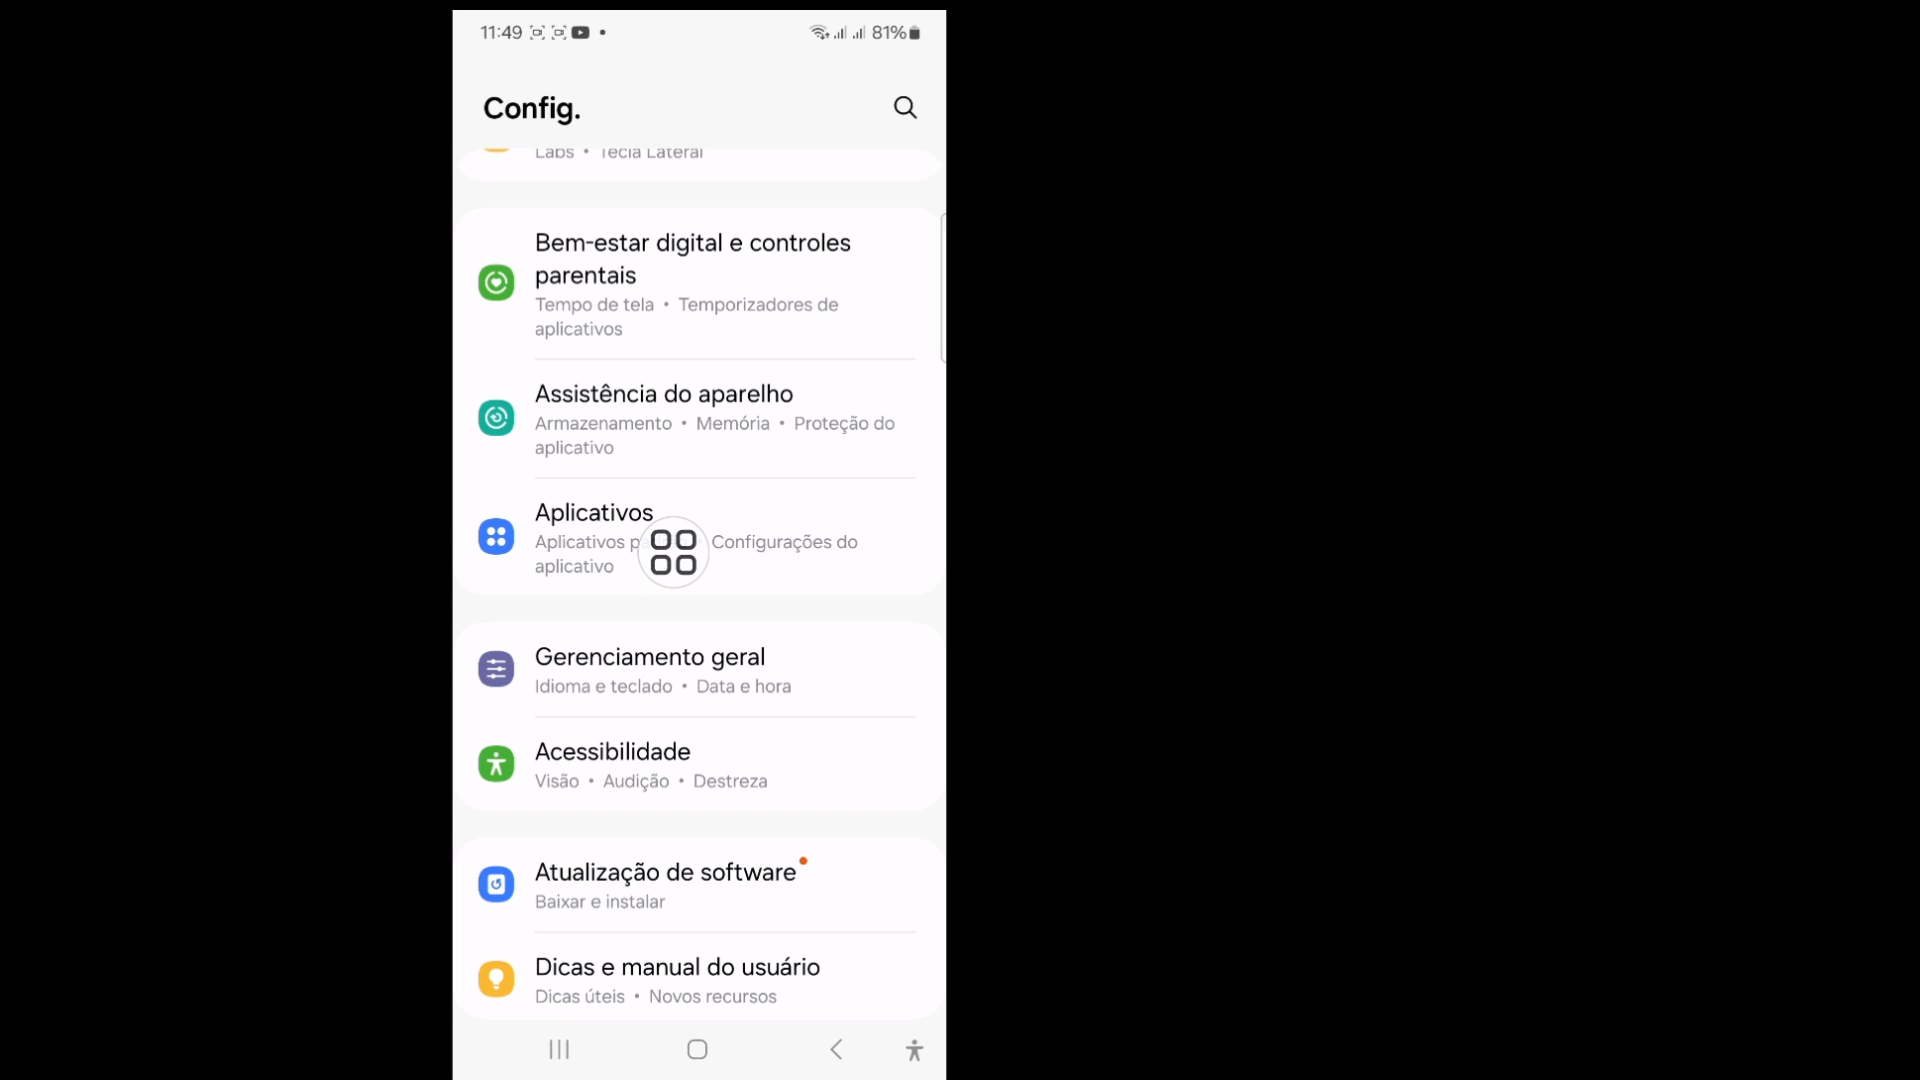 11:49
81%
Config.
Labs • Tecla Lateral
Bem-estar digital e controles
parentais
Tempo de tela • Temporizadores de
aplicativos
Assistência do aparelho
Armazenamento • Memória • Proteção do
aplicativo
Aplicativos
Aplicativos Configurações do
aplicativo
Gerenciamento geral
Idioma e teclado • Data e hora
Acessibilidade
Visão • Audição • Destreza
Atualização de software
Baixar e instalar
Dicas e manual do usuário
Dicas úteis • Novos recursos